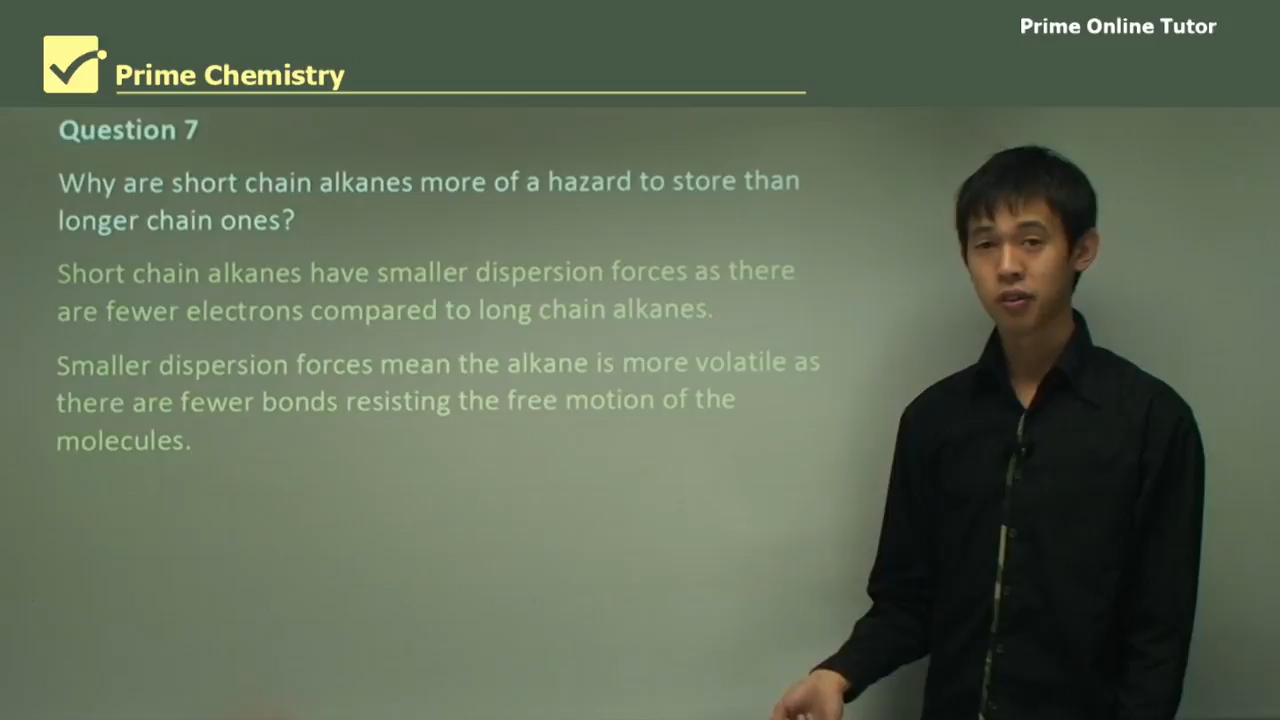 Prime Online Tutor
Prime Chemistry
Question 7
Why are short chain alkanes more of a hazard to store than
longer chain ones?
Short chain alkanes have smaller dispersion forces as there
are fewer electrons compared to long chain alkanes.
Smaller dispersion forces mean the alkane is more volatile as
there are fewer bonds resisting the free motion of the
molecules.